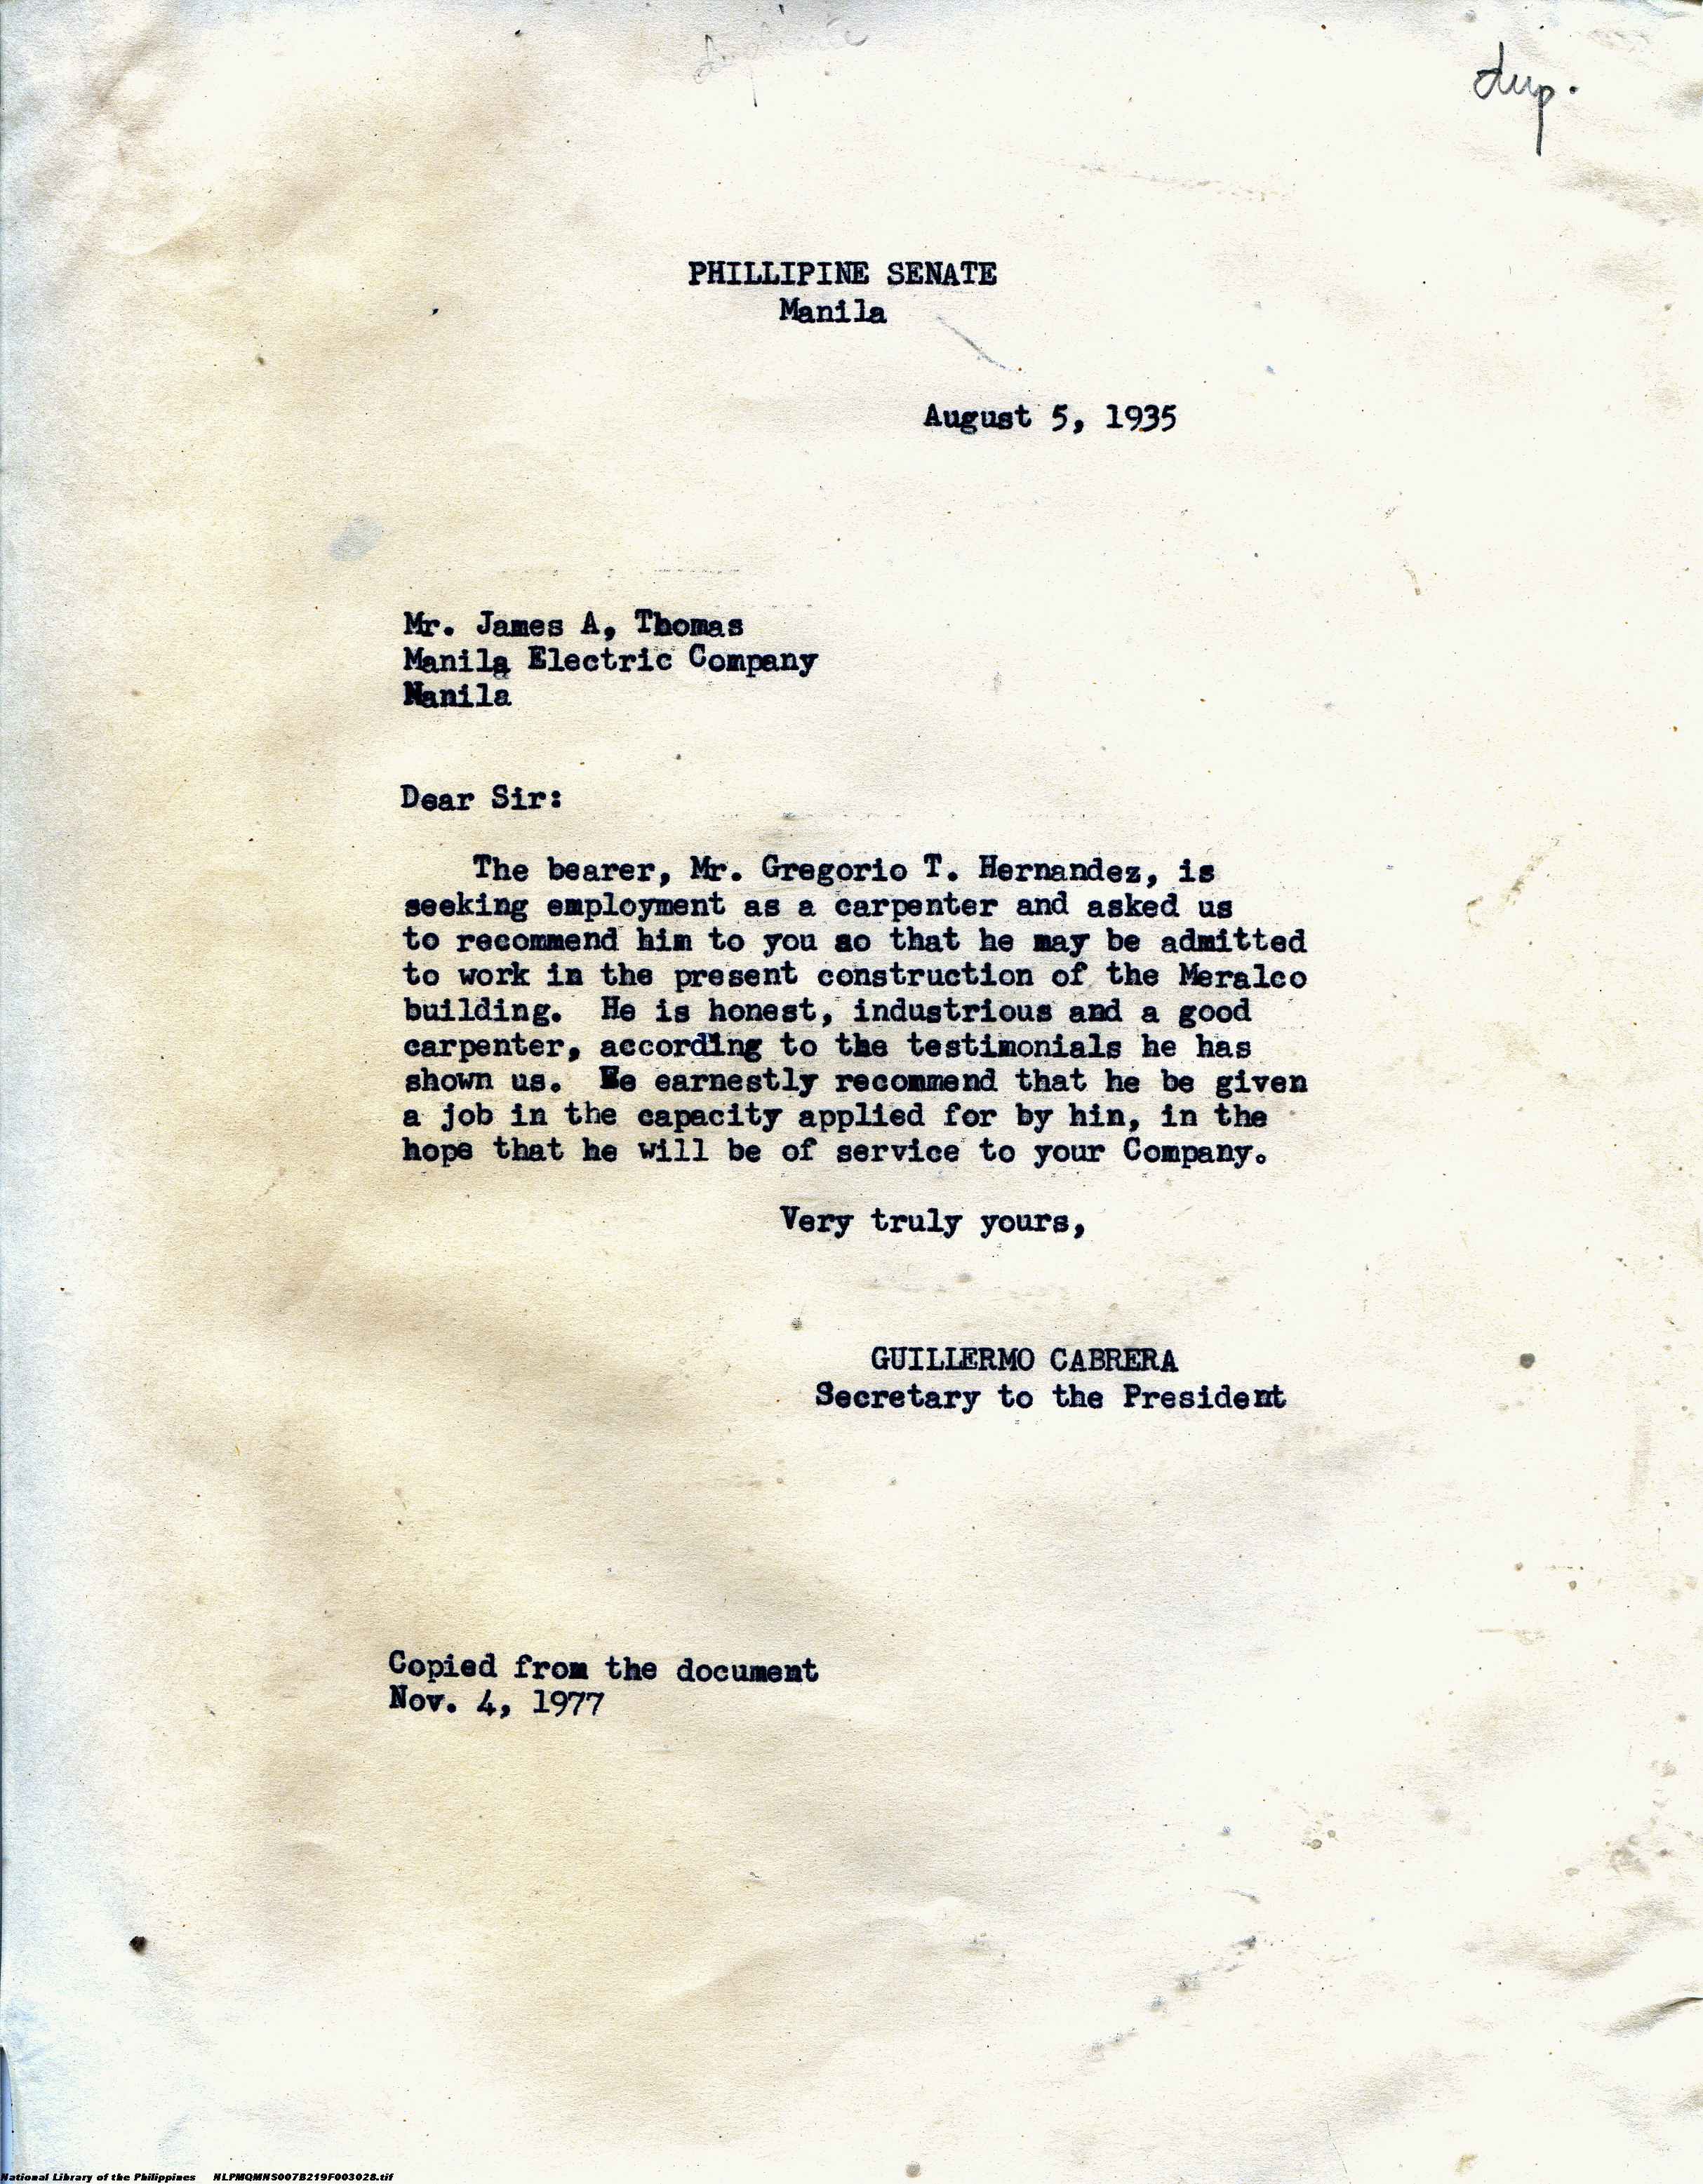 dup.
PHILLIPINE SENATE
Manila
August 5, 1935
Mr. James A, Thomas
Manila Electric Company
Manila
Dear Sir:
The bearer, Mr. Gregorio T. Hernandez, is
seeking employment as a carpenter and asked us
to recommend him to you so that he may be admitted
to work in the present construction of the Meralco
building. He is honest, industrious and a good
carpenter, according to the testimonials he has
shown us. We earnestly recommend that he be given
a job in the capacity applied for by hin, in the
hope that he will be of service to your Company.
Very truly yours,
GUILLERMO CABRERA
Secretary to the President
Copied from the document
Nov. 4, 1977
National Library of the Philippines NLPMQMNS007B219F003028.tif